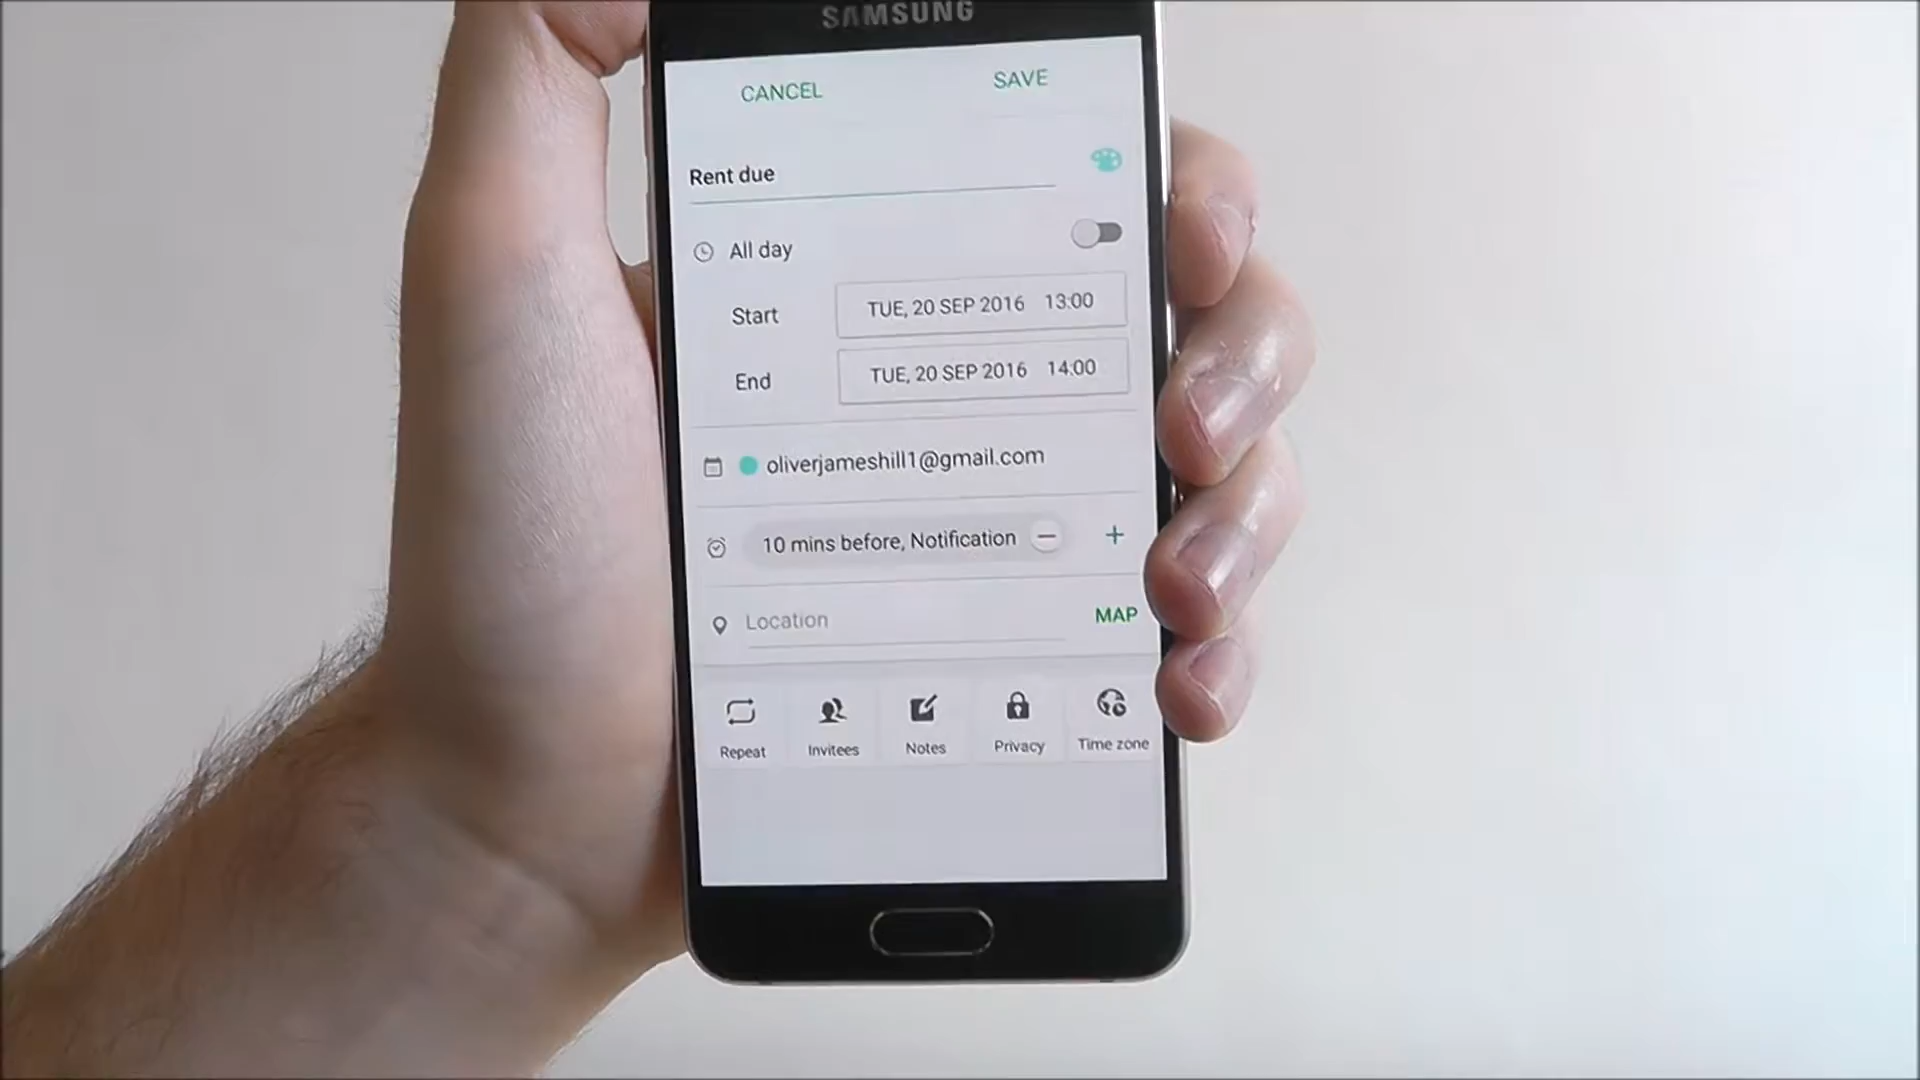 SAMSUNG
CANCEL SAVE
Rent due
All day
Start TUE, 20 SEP 2016 13:00
End TUE, 20 SEP 2016 14:00
oliverjameshill1@gmail.com
10 mins before, Notification
Location MAP
Repeat Invitees Notes Privacy Time zone